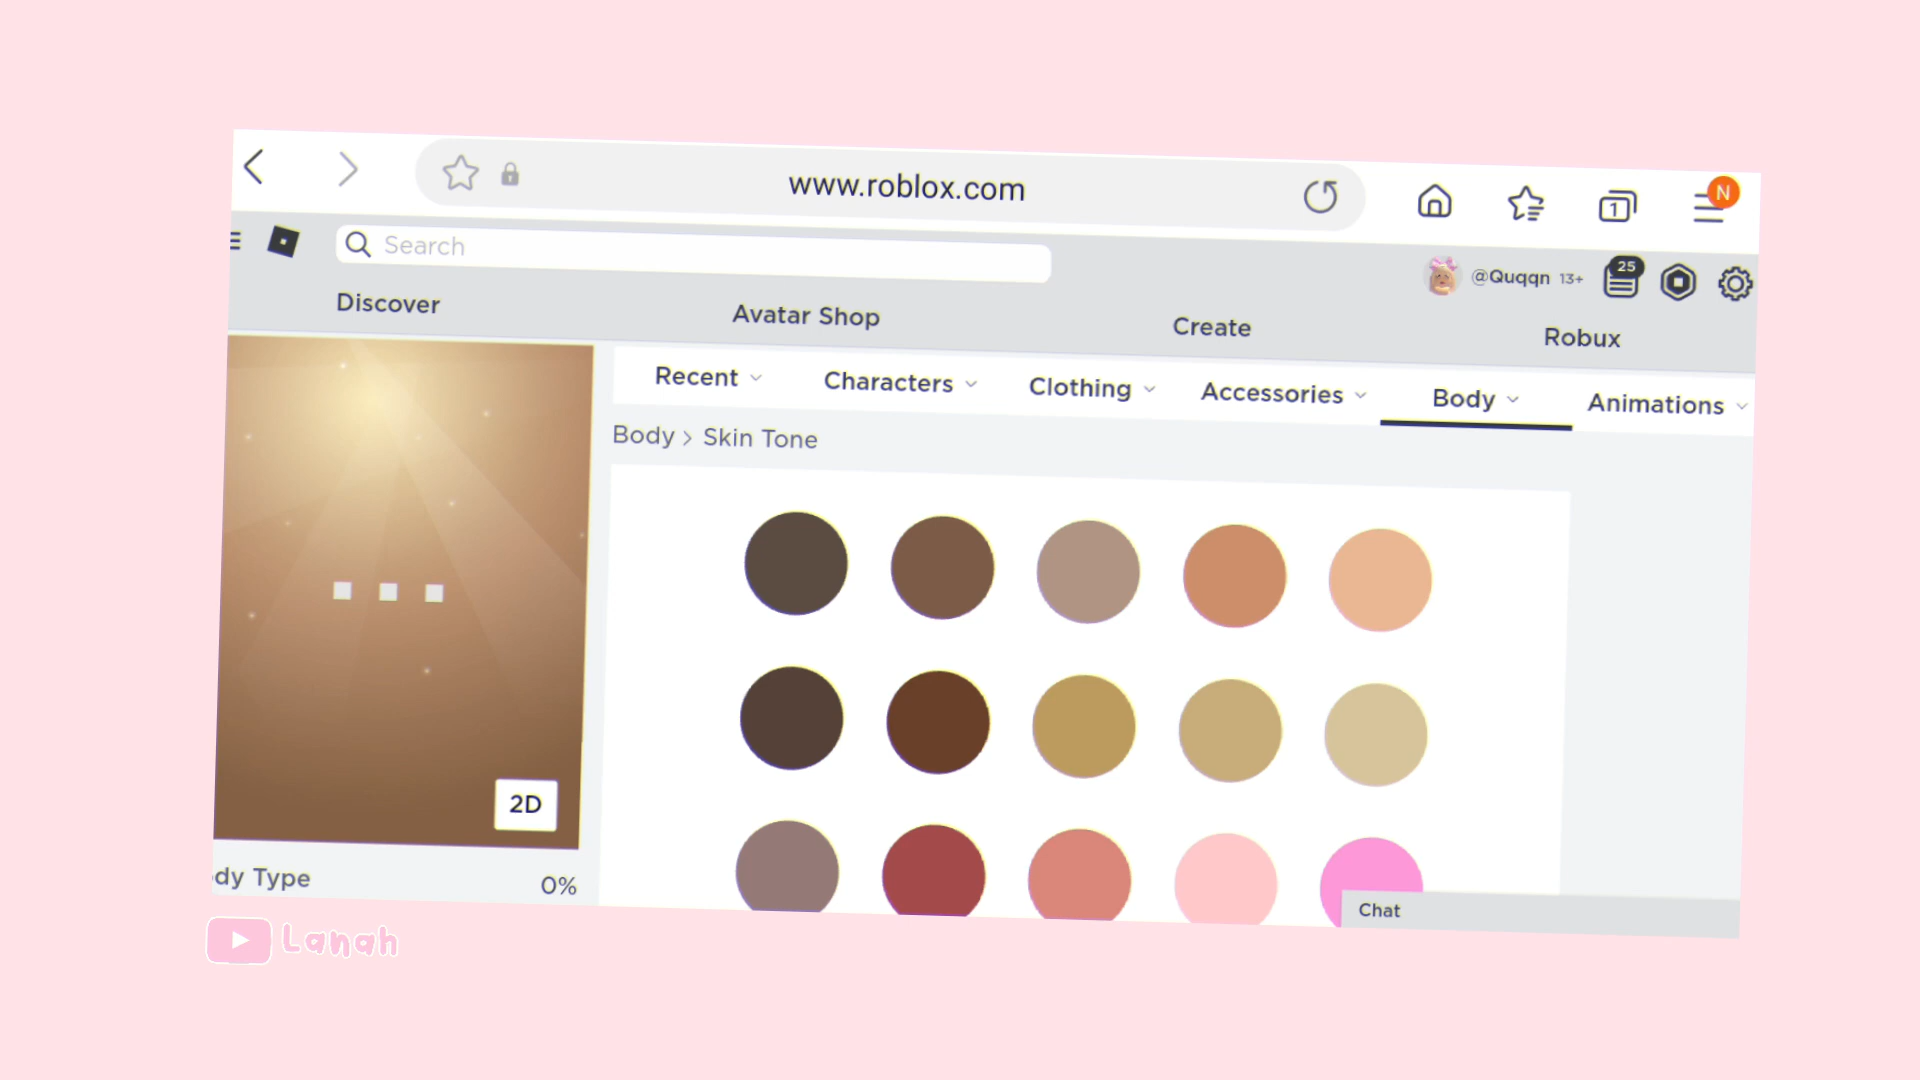 www.roblox.com
N
1
Search
@Quqqn 13+
25
Discover
Avatar Shop
Create
Robux
Recent
Characters
Clothing
Accessories
Body
Animations
Body > Skin Tone
2D
dy Type
0%
Chat
Lanah